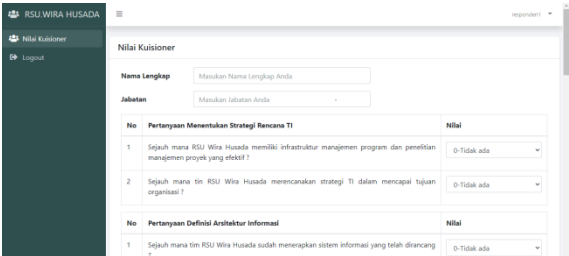 RSU.WIRA HUSADA
responden1
Nilai Kuisioner
Logout
Nilai Kuisioner
Nama Lengkap
Masukan Nama Lengkap Anda
Jabatan
Masukan Jabatan Anda
No Pertanyaan Menentukan Strategi Rencana TI Nilai
1 Sejauh mana RSU Wira Husada memiliki infrastruktur manajemen program dan penelitian
manajemen proyek yang efektif ?
0-Tidak ada
2 Sejauh mana tin RSU Wira Husada merencanakan strategi TI dalam mencapai tujuan
organisasi ?
0-Tidak ada
No Pertanyaan Definisi Arsitektur Informasi Nilai
1 Sejauh mana tim RSU Wira Husada sudah menerapkan sistem informasi yang telah dirancang
?
0-Tidak ada